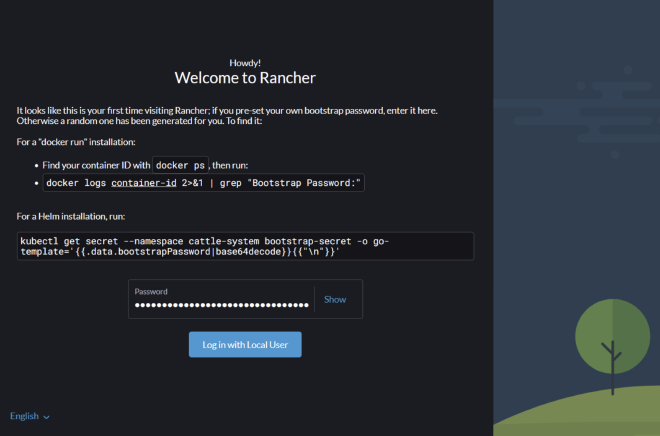 Howdy!
Welcome to Rancher
It looks like this is your first time visiting Rancher; if you pre-set your own bootstrap password, enter it here.
Otherwise a random one has been generated for you. To find it:
For a "docker run" installation:
• Find your container ID with docker ps , then run:
• docker logs container-id 2>&1 | grep "Bootstrap Password:"
For a Helm installation, run:
kubectl get secret --namespace cattle-system bootstrap-secret -o go-
template='{{.data.bootstrapPassword|base64decode}}{{"\n"}}'
Password
Show
Log in with Local User
English